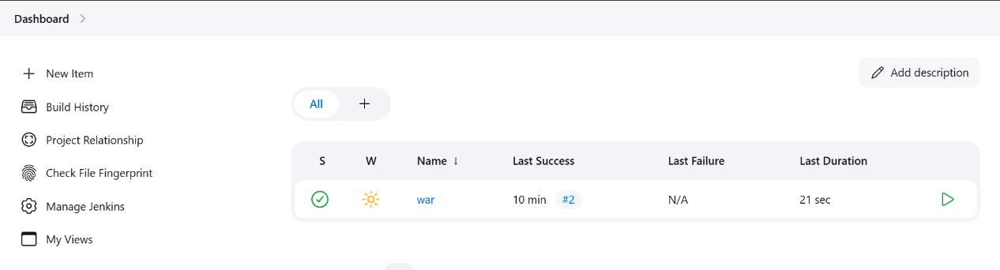 Dashboard
New Item
Build History
Project Relationship
Check File Fingerprint
Manage Jenkins
My Views
Add description
All +
S W Name ↓ Last Success Last Failure Last Duration
war 10 min #2 N/A 21 sec